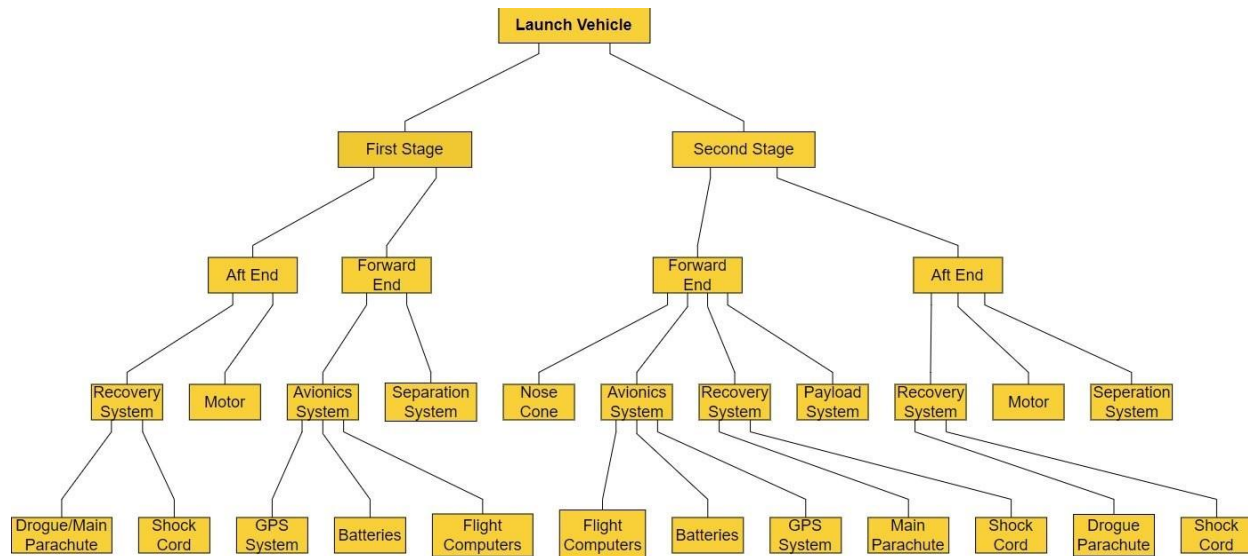 Launch Vehicle
First Stage
Second Stage
Aft End
Forward
End
Forward
End
Aft End
Recovery
System
Motor
Avionics
System
Separation
System
Nose
Cone
Avionics
System
Recovery
System
Payload
System
Recovery
System
Motor
Seperation
System
Drogue/Main
Parachute
Shock
Cord
GPS
System
Batteries
Flight
Computers
Flight
Computers
Batteries
GPS
System
Main
Parachute
Shock
Cord
Drogue
Parachute
Shock
Cord